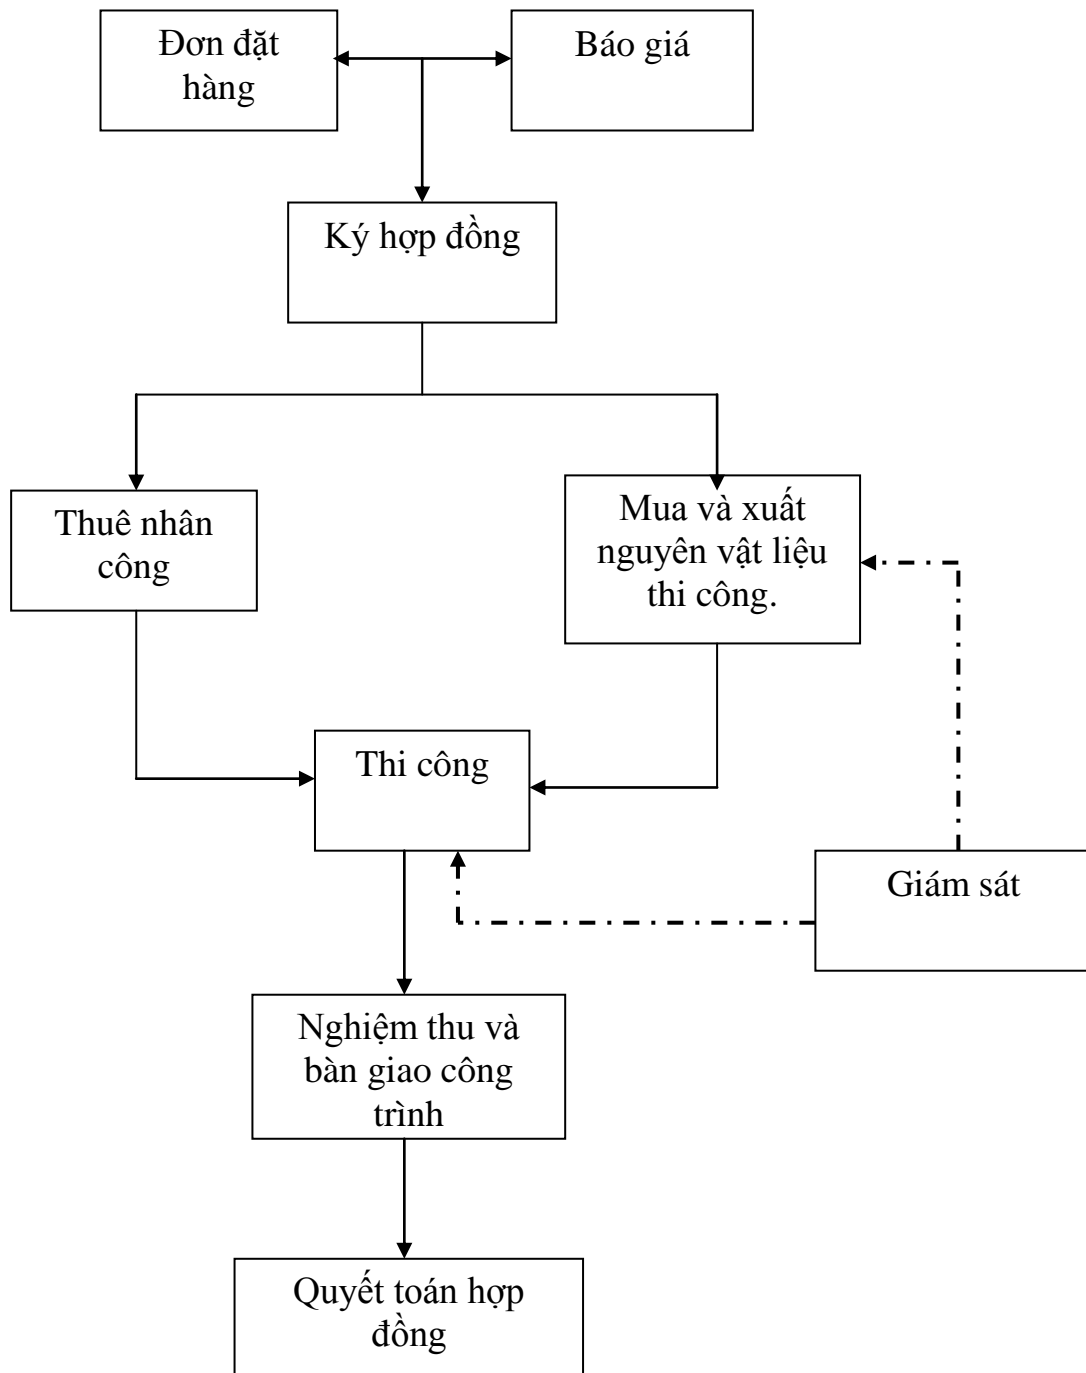 Đơn đặt
hàng
Báo giá
Ký hợp đồng
Thuê nhân
công
Mua và xuất
nguyên vật liệu
thi công.
Thi công
Giám sát
Nghiệm thu và
bàn giao công
trình
Quyết toán hợp
đồng